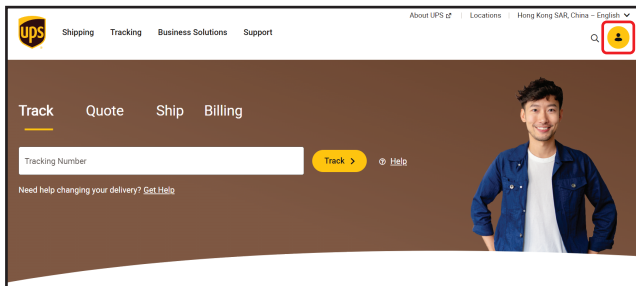 About UPS Locations Hong Kong SAR, China – English
ups Shipping Tracking Business Solutions Support
Track Quote Ship Billing
Tracking Number Track Help
Need help changing your delivery? Get Help